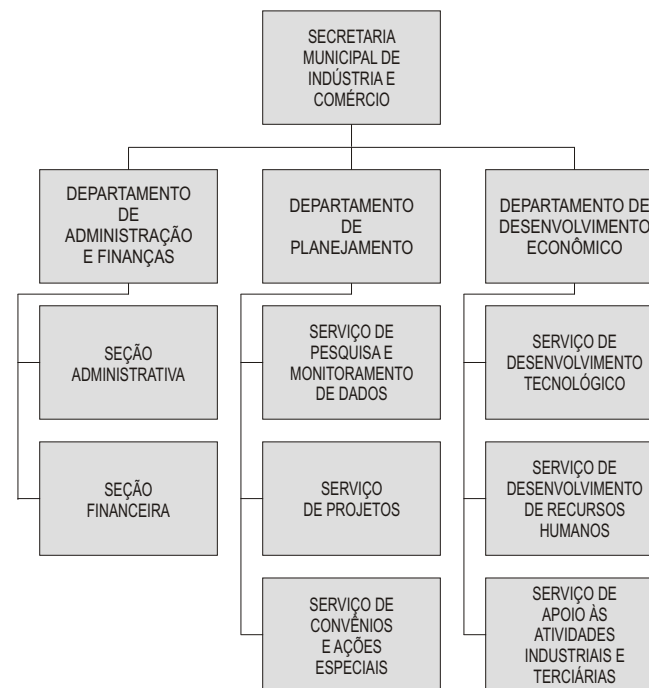 SECRETARIA
MUNICIPAL DE
INDÚSTRIA E
COMÉRCIO
DEPARTAMENTO
DE
ADMINISTRAÇÃO
E FINANÇAS
DEPARTAMENTO
DE
PLANEJAMENTO
DEPARTAMENTO DE
DESENVOLVIMENTO
ECONÔMICO
SEÇÃO
ADMINISTRATIVA
SERVIÇO DE
PESQUISA E
MONITORAMENTO
DE DADOS
SERVIÇO DE
DESENVOLVIMENTO
TECNOLÓGICO
SEÇÃO
FINANCEIRA
SERVIÇO
DE PROJETOS
SERVIÇO DE
DESENVOLVIMENTO
DE RECURSOS
HUMANOS
SERVIÇO DE
CONVÊNIOS
E AÇÕES
ESPECIAIS
SERVIÇO DE
APOIO ÀS
ATIVIDADES
INDUSTRIAIS E
TERCIÁRIAS